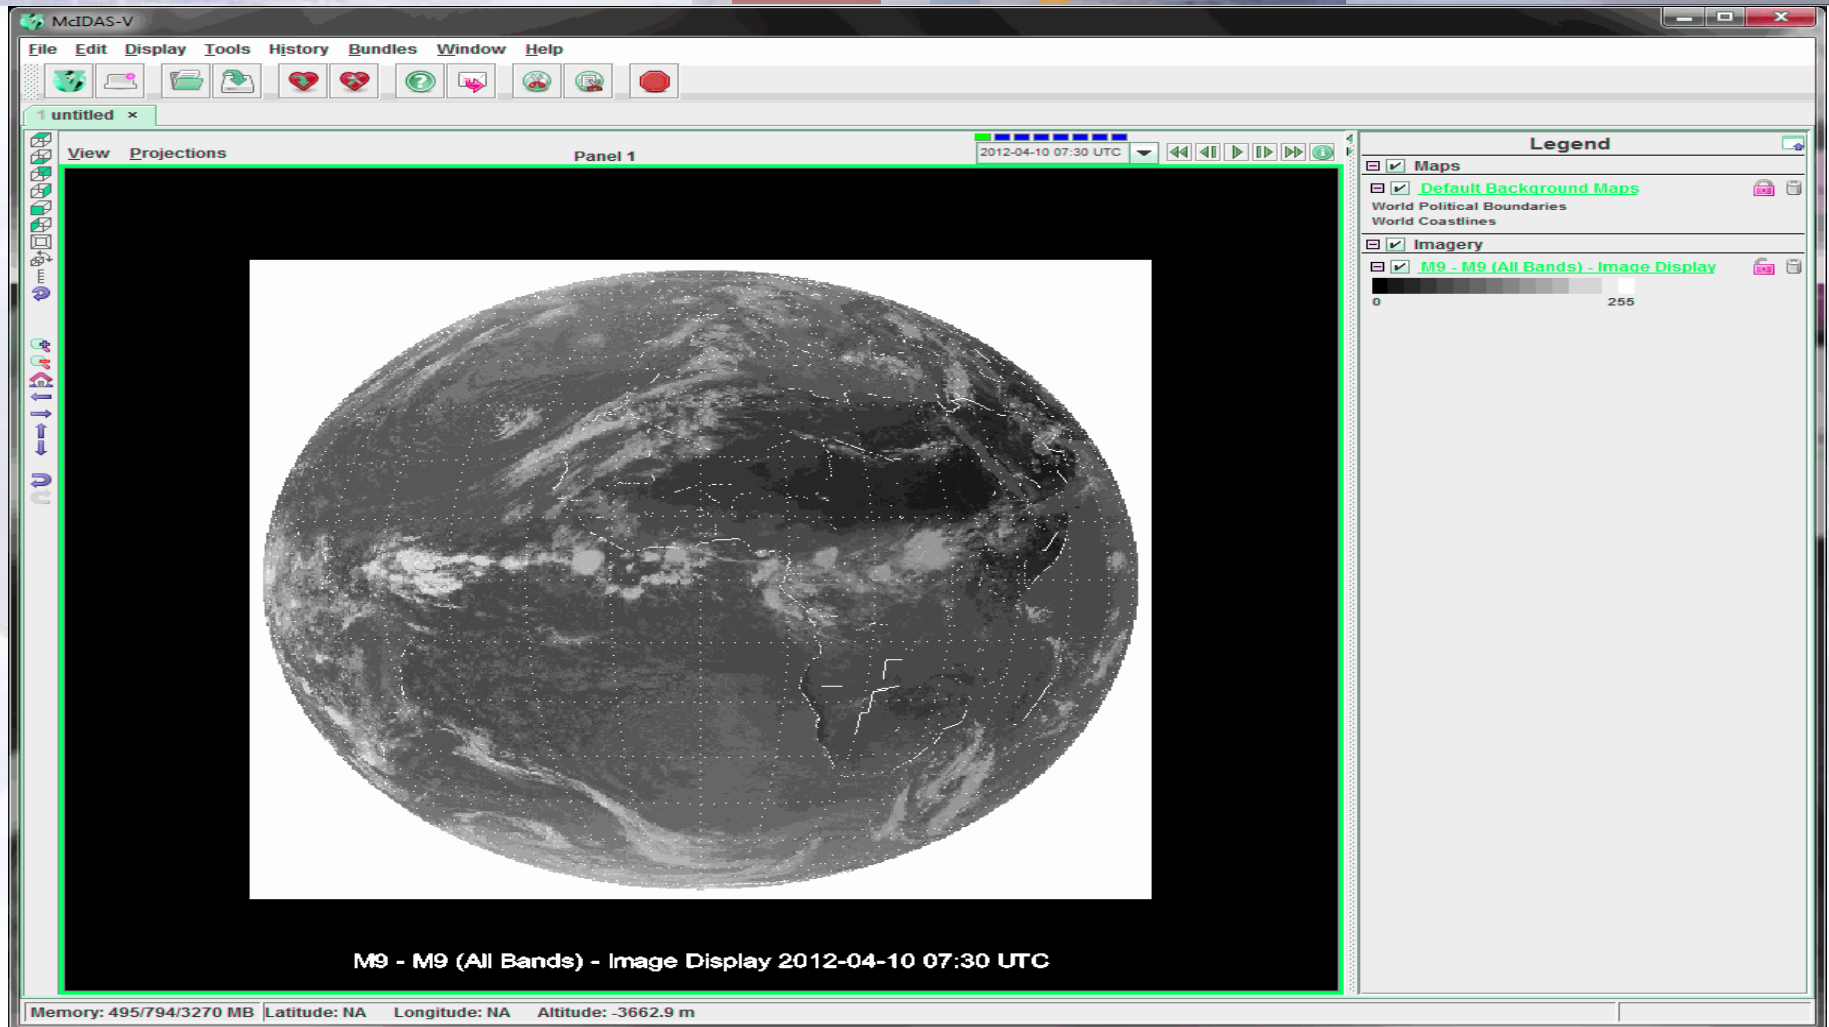 McIDAS-V
File Edit Display Tools History Bundles Window Help
1 untitled ×
View Projections
Panel 1
2012-04-10 07:30 UTC
Legend
Maps
Default Background Maps
World Political Boundaries
World Coastlines
Imagery
M9 - M9 (All Bands) - Image Display
0 255
M9 - M9 (All Bands) - Image Display 2012-04-10 07:30 UTC
Memory: 495/794/3270 MB Latitude: NA Longitude: NA Altitude: -3662.9 m